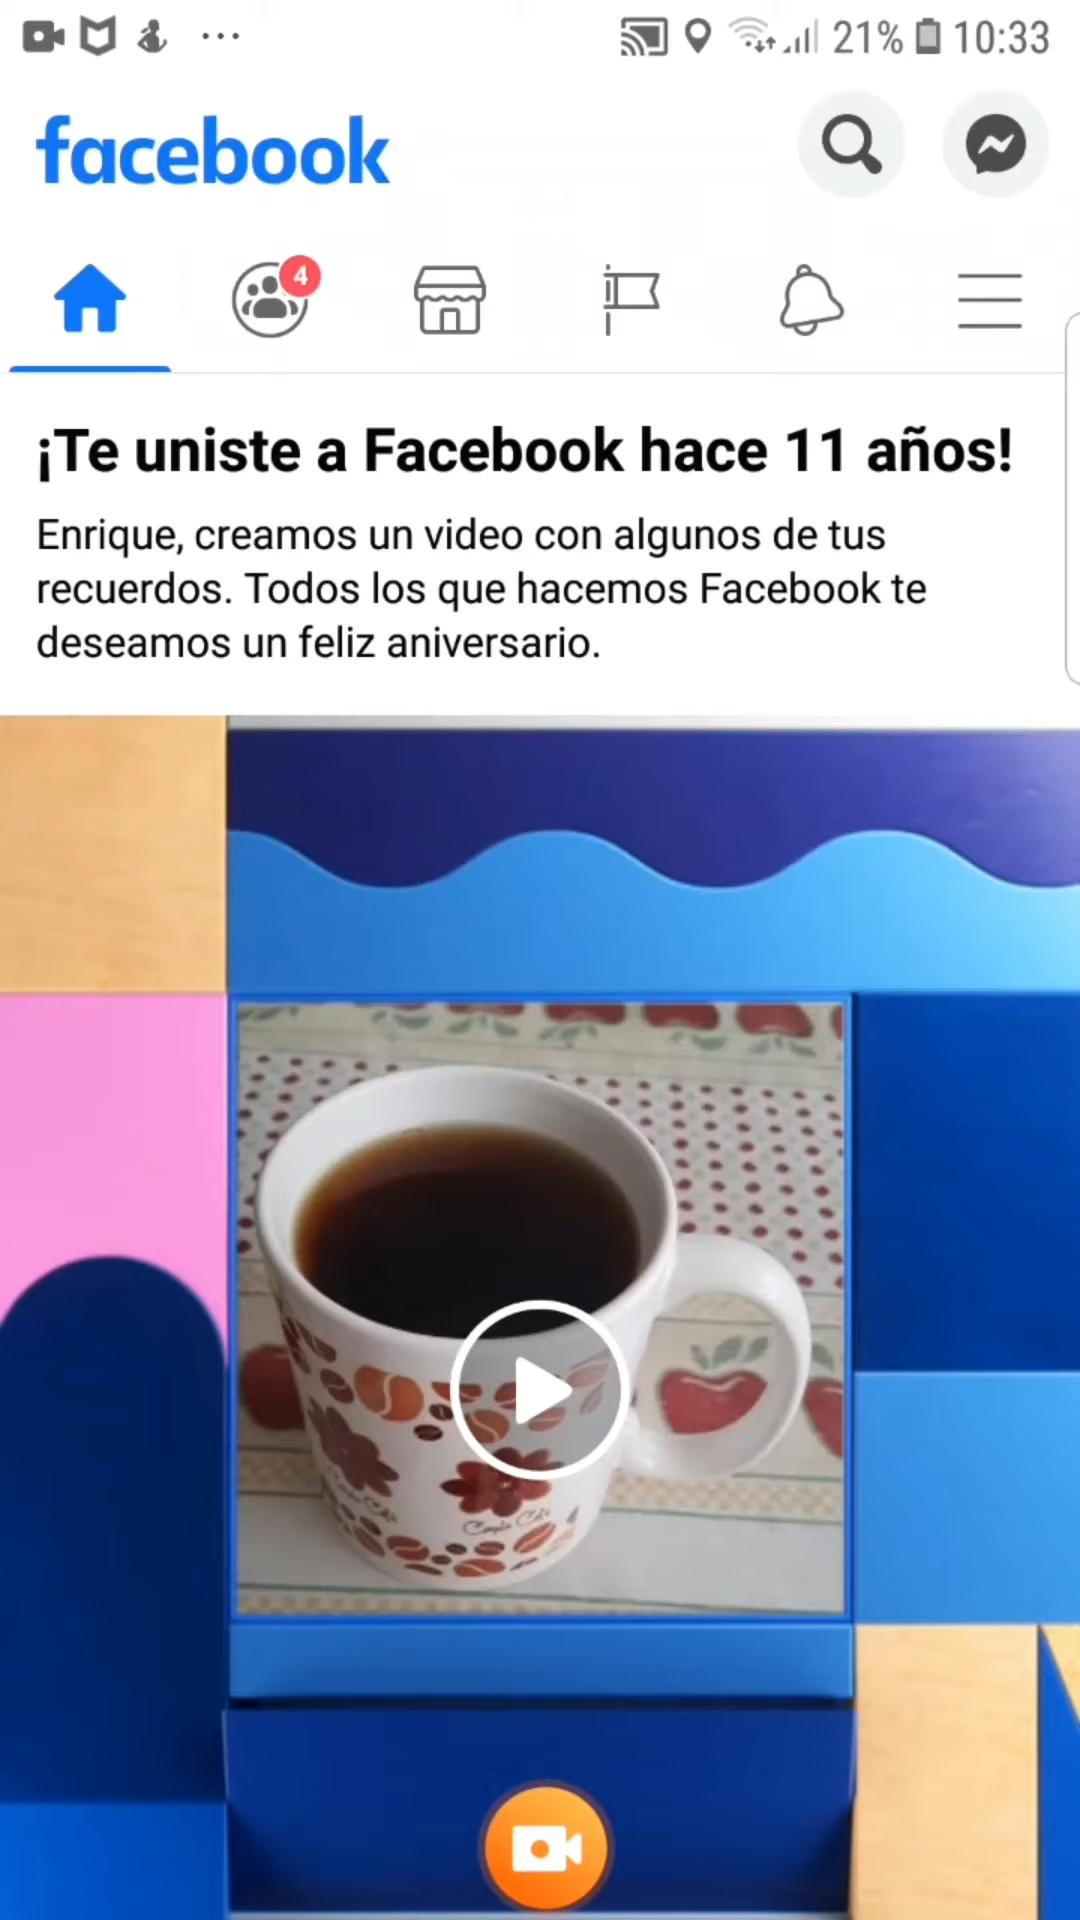 21% 10:33
facebook
4
¡Te uniste a Facebook hace 11 años!
Enrique, creamos un video con algunos de tus
recuerdos. Todos los que hacemos Facebook te
deseamos un feliz aniversario.